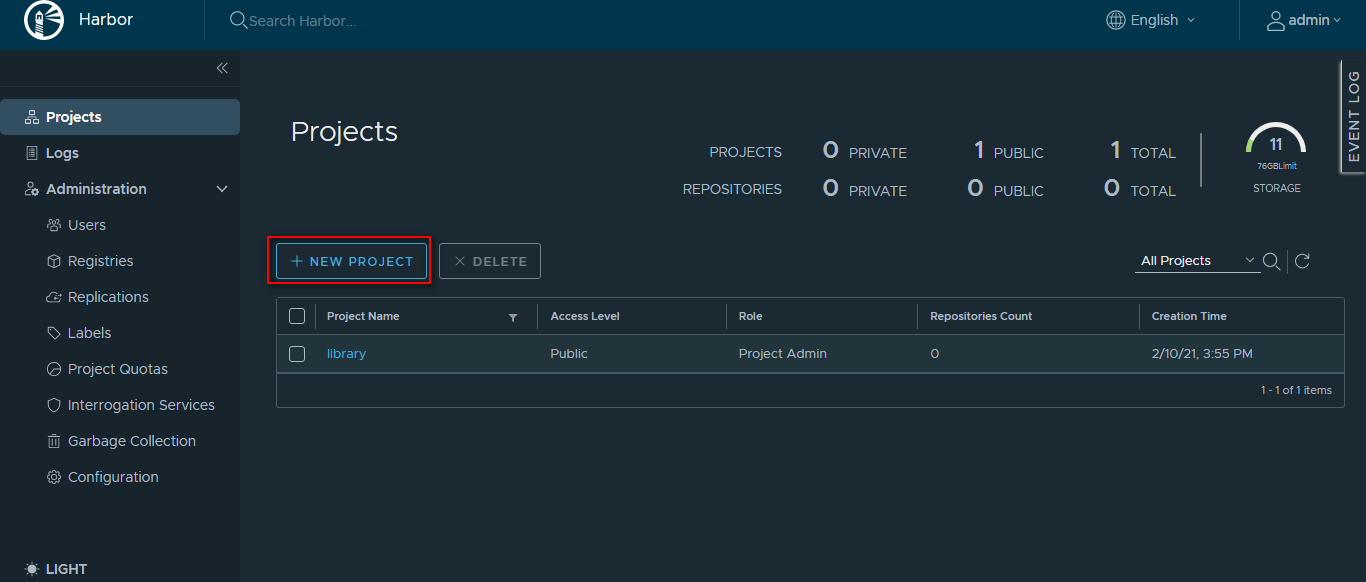 Harbor
Search Harbor...
English
admin
Projects
Logs
Administration
Users
Registries
Replications
Labels
Project Quotas
Interrogation Services
Garbage Collection
Configuration
LIGHT
EVENT LOG
Projects
PROJECTS 0 PRIVATE 1 PUBLIC 1 TOTAL
REPOSITORIES 0 PRIVATE 0 PUBLIC 0 TOTAL
11
76GBLimit
STORAGE
NEW PROJECT DELETE
All Projects
Project Name Access Level Role Repositories Count Creation Time
library Public Project Admin 0 2/10/21, 3:55 PM
1 - 1 of 1 items